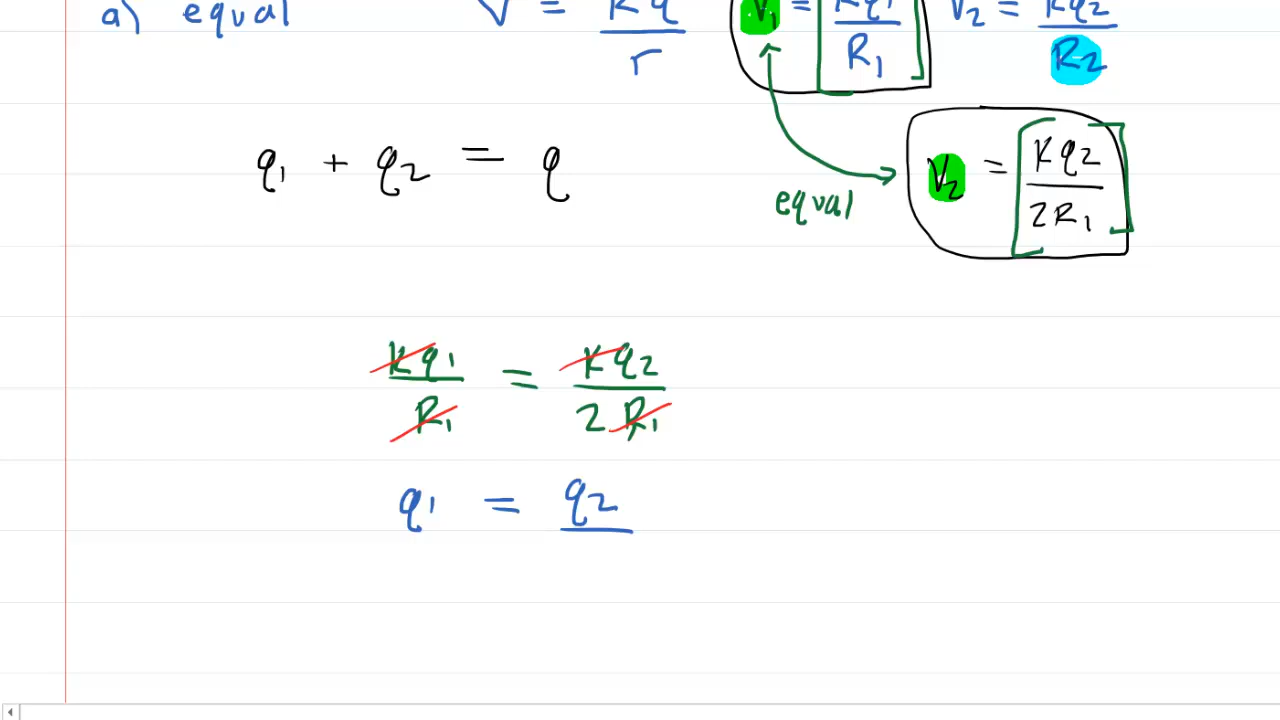 a) equal V = Kq / r V₁ = [Kq₁ / R₁] V₂ = Kq₂ / R₂
q₁ + q₂ = q
equal
V₂ = [Kq₂ / 2R₁]
Kq₁ / R₁ = Kq₂ / 2R₁
q₁ = q₂